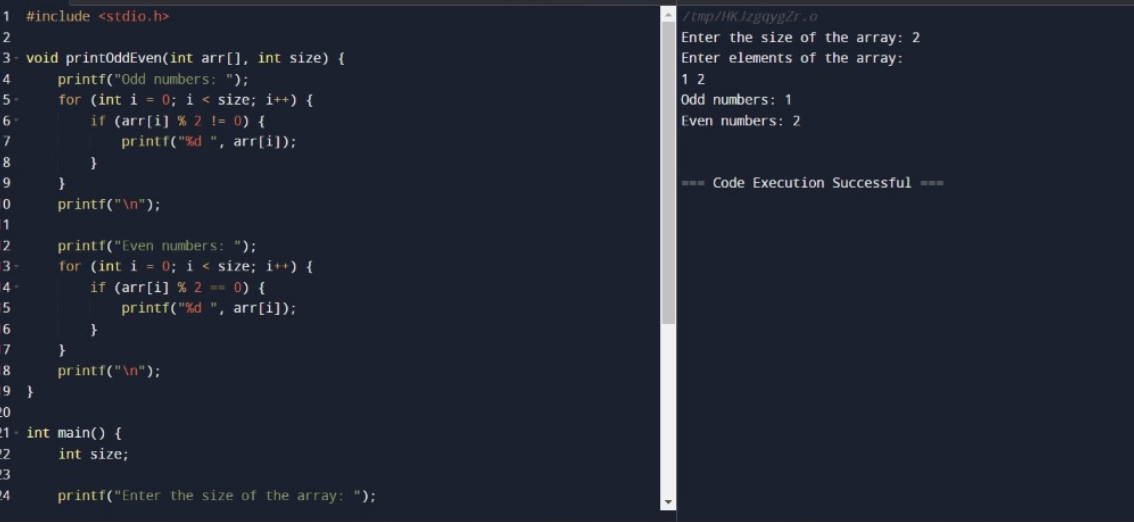 1 #include <stdio.h>
2
3 void printOddEven(int arr[], int size) {
4 printf("Odd numbers: ");
5 for (int i = 0; i < size; i++) {
6 if (arr[i] % 2 != 0) {
7 printf("%d ", arr[i]);
8 }
9 }
0 printf("\n");
1
2 printf("Even numbers: ");
3 for (int i = 0; i < size; i++) {
4 if (arr[i] % 2 == 0) {
5 printf("%d ", arr[i]);
6 }
7 }
8 printf("\n");
9 }
20
21 int main() {
22 int size;
23
24 printf("Enter the size of the array: ");
/tmp/HKJzgqygZr.o
Enter the size of the array: 2
Enter elements of the array:
1 2
Odd numbers: 1
Even numbers: 2
=== Code Execution Successful ===